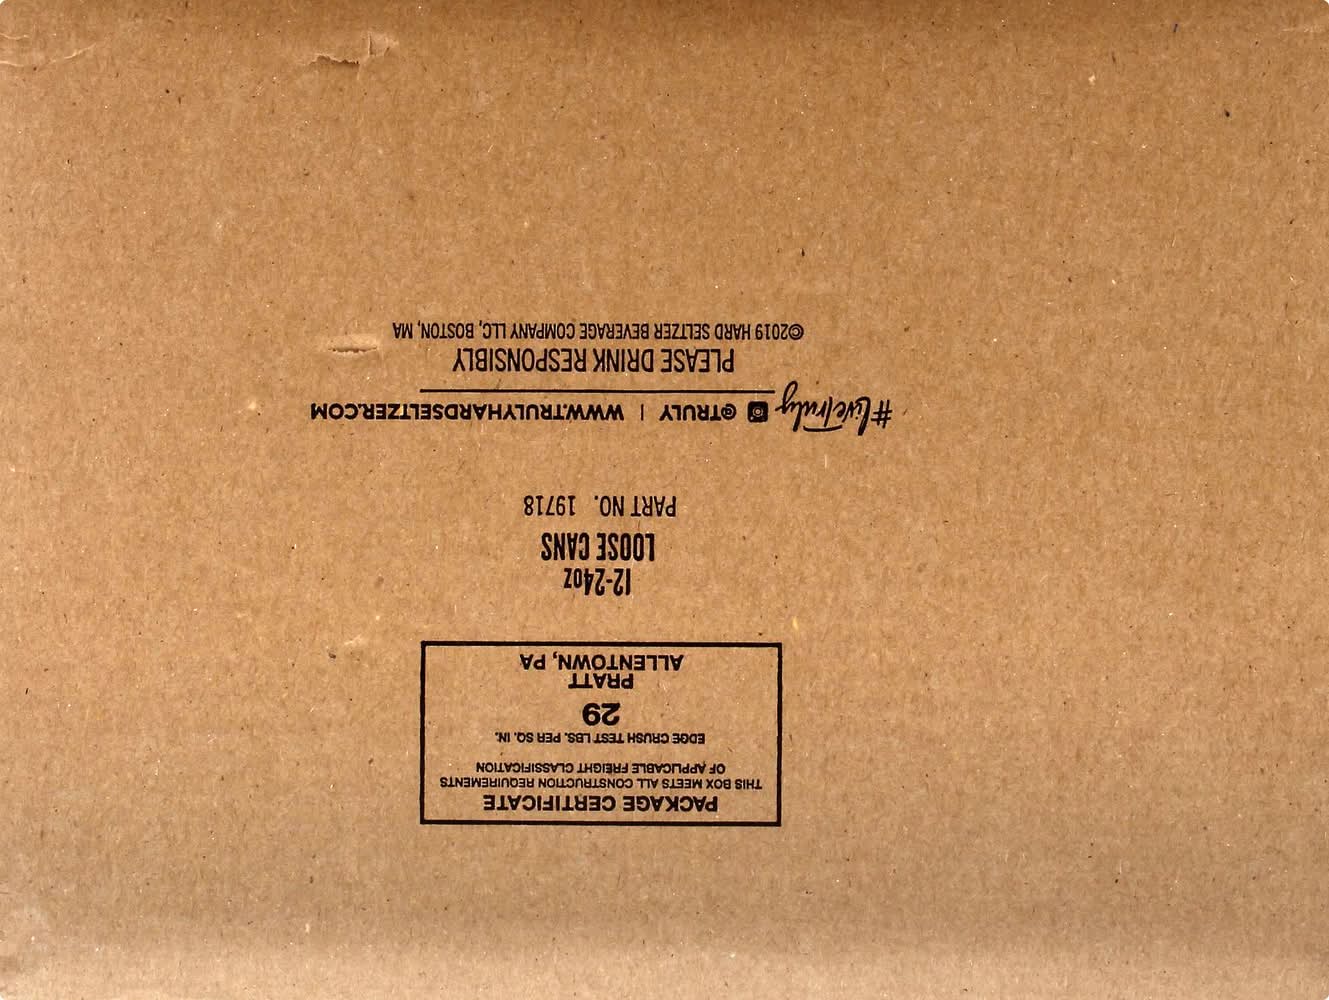 PACKAGE CERTIFICATE
THIS BOX MEETS ALL CONSTRUCTION REQUIREMENTS
OF APPLICABLE FREIGHT CLASSIFICATION
EDGE CRUSH TEST LBS. PER SQ. IN.
29
PRATT
ALLENTOWN, PA
12-24oz
LOOSE CANS
PART NO. 19718
#LiveTruly @TRULY | WWW.TRULYHARDSELTZER.COM
PLEASE DRINK RESPONSIBLY
©2019 HARD SELTZER BEVERAGE COMPANY LLC, BOSTON, MA